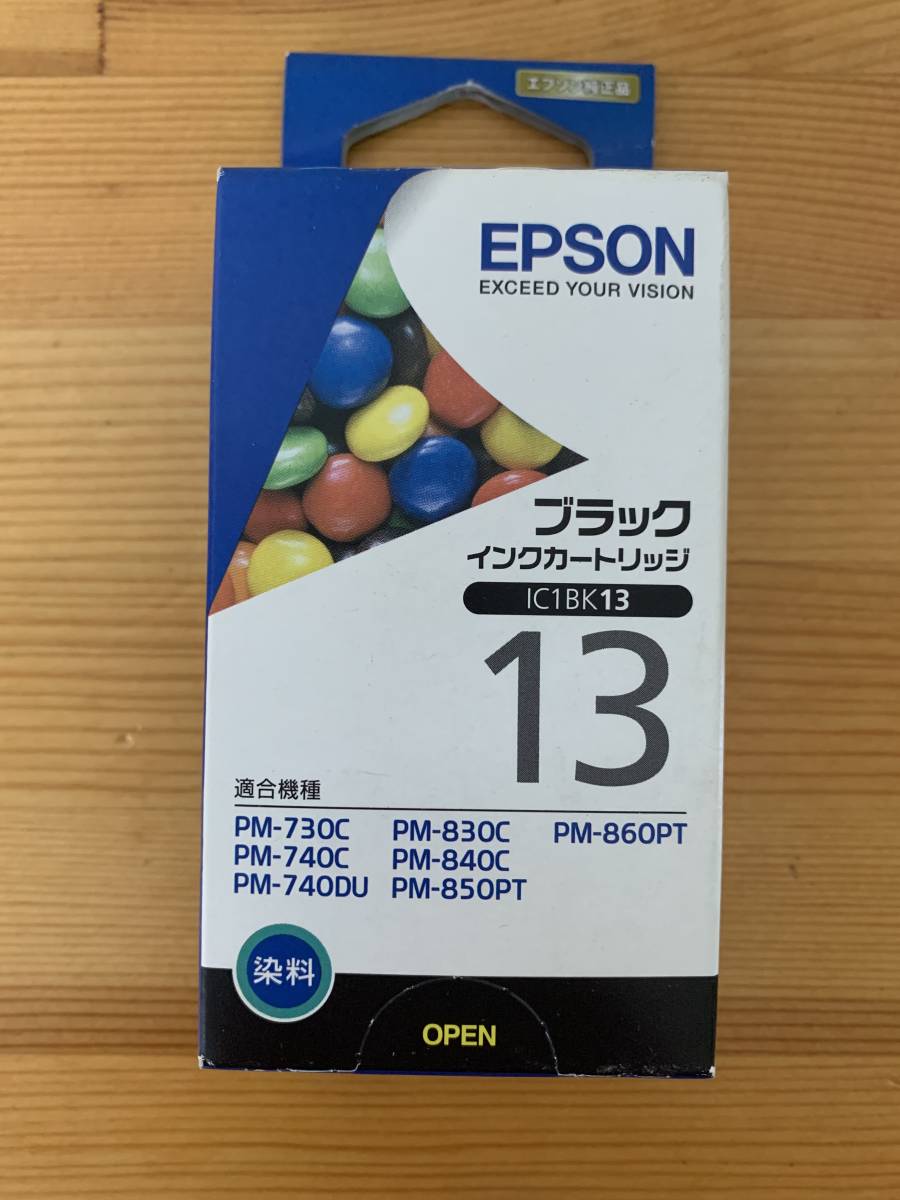 エプソン純正品
EPSON
EXCEED YOUR VISION
ブラック
インクカートリッジ
IC1BK13
13
適合機種
PM-730C PM-830C PM-860PT
PM-740C PM-840C
PM-740DU PM-850PT
染料
OPEN